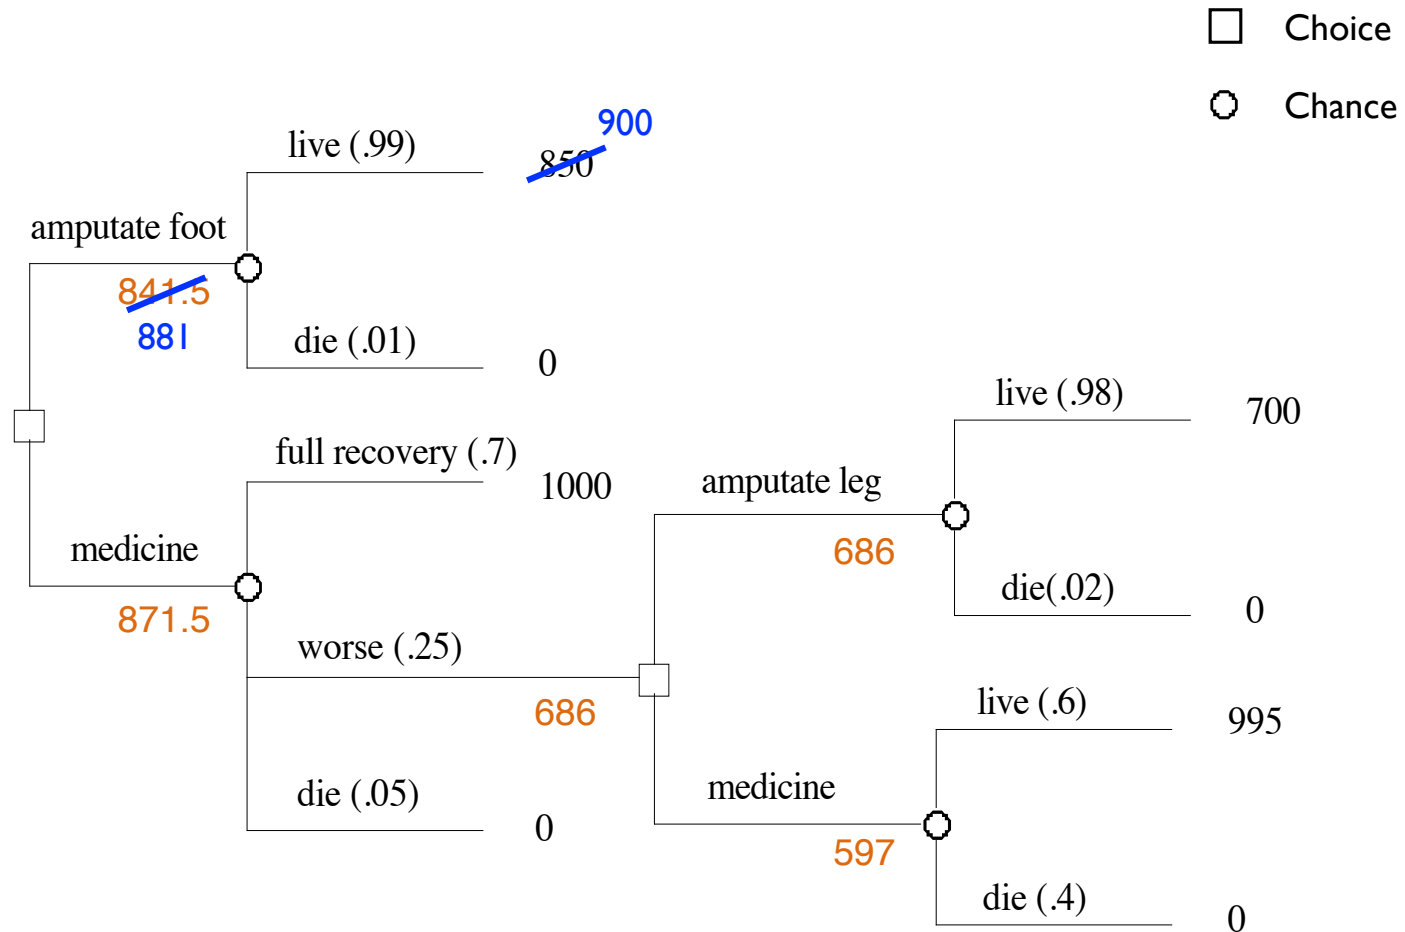 Choice
Chance
900
live (.99)
850
amputate foot
841.5
881
die (.01)
0
live (.98)
700
full recovery (.7)
1000
amputate leg
medicine
686
871.5
die(.02)
0
worse (.25)
686
live (.6)
995
die (.05)
0
medicine
597
die (.4)
0